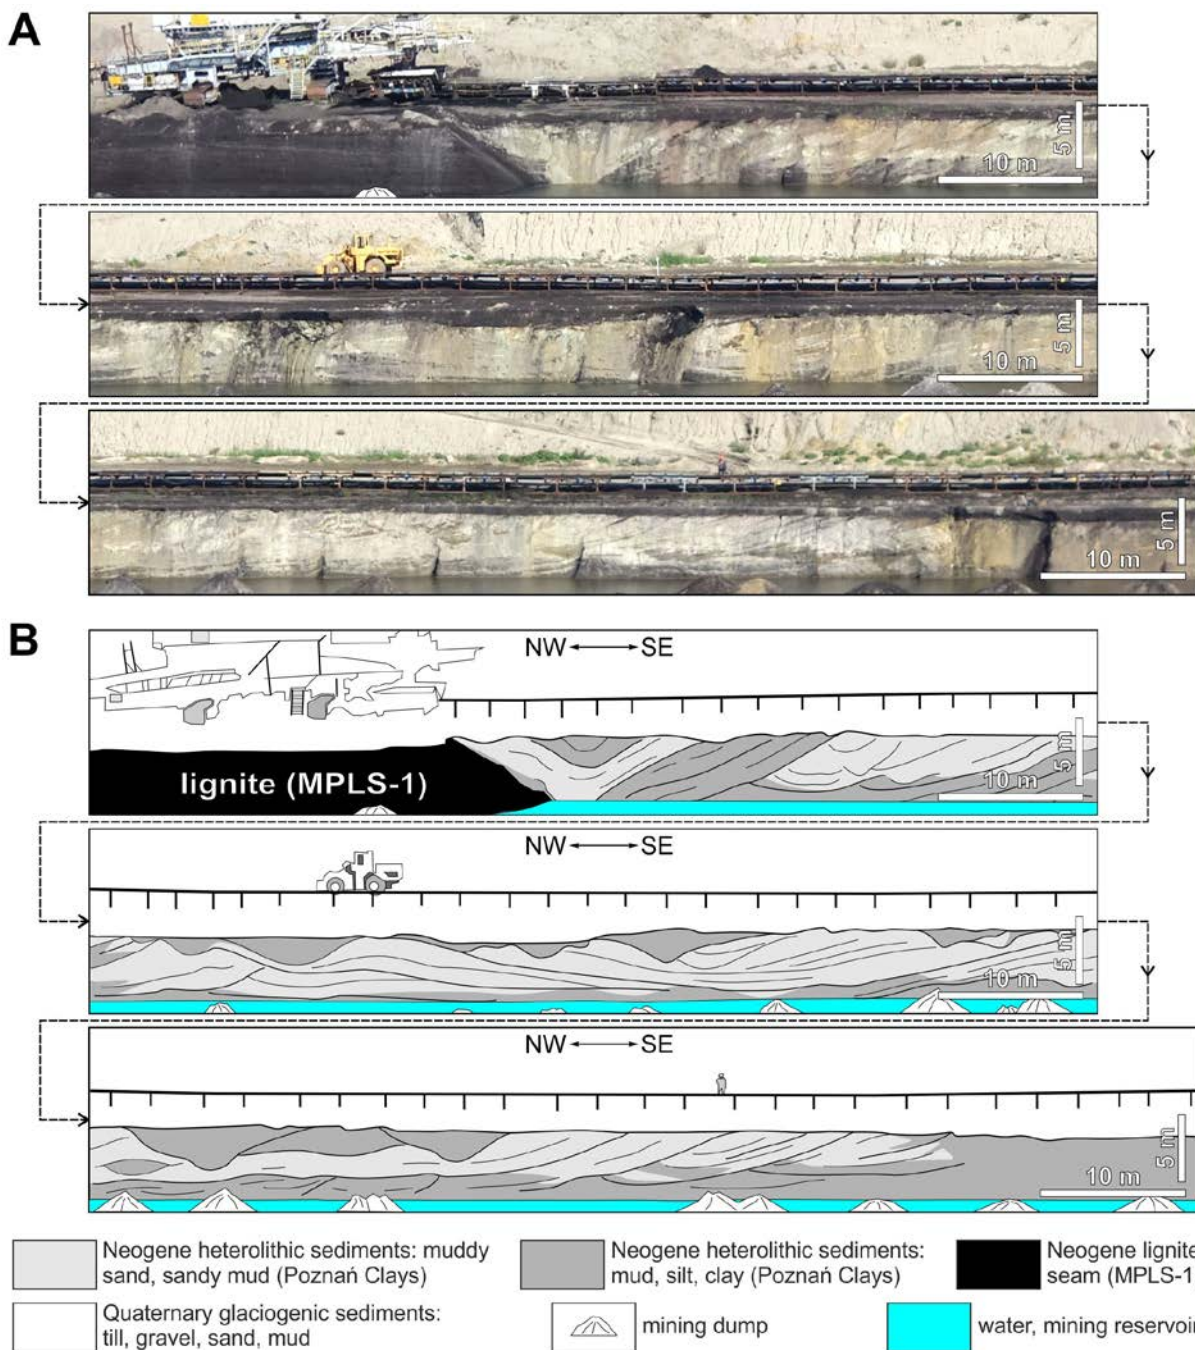 A
5 m
10 m
5 m
10 m
5 m
10 m
B
NW SE
lignite (MPLS-1)
5 m
10 m
NW SE
5 m
10 m
NW SE
5 m
10 m
Neogene heterolithic sediments: muddy
sand, sandy mud (Poznań Clays)
Neogene heterolithic sediments:
mud, silt, clay (Poznań Clays)
Neogene lignite
seam (MPLS-1
Quaternary glaciogenic sediments:
till, gravel, sand, mud
mining dump
water, mining reservoir